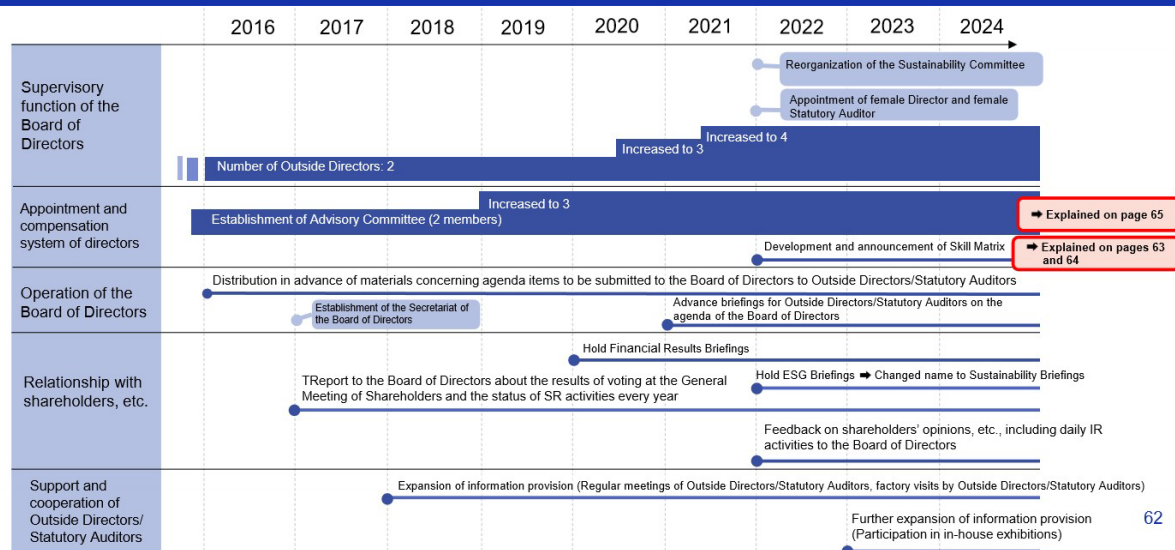 2016 2017 2018 2019 2020 2021 2022 2023 2024
Supervisory
function of the
Board of
Directors
Reorganization of the Sustainability Committee
Appointment of female Director and female
Statutory Auditor
Increased to 4
Increased to 3
Number of Outside Directors: 2
Appointment and
compensation
system of directors
Increased to 3
Establishment of Advisory Committee (2 members)
➡ Explained on page 65
Development and announcement of Skill Matrix
➡ Explained on pages 63
and 64
Operation of the
Board of Directors
Distribution in advance of materials concerning agenda items to be submitted to the Board of Directors to Outside Directors/Statutory Auditors
Establishment of the Secretariat of
the Board of Directors
Advance briefings for Outside Directors/Statutory Auditors on the
agenda of the Board of Directors
Relationship with
shareholders, etc.
Hold Financial Results Briefings
TReport to the Board of Directors about the results of voting at the General
Meeting of Shareholders and the status of SR activities every year
Hold ESG Briefings ➡ Changed name to Sustainability Briefings
Feedback on shareholders' opinions, etc., including daily IR
activities to the Board of Directors
Support and
cooperation of
Outside Directors/
Statutory Auditors
Expansion of information provision (Regular meetings of Outside Directors/Statutory Auditors, factory visits by Outside Directors/Statutory Auditors)
Further expansion of information provision
(Participation in in-house exhibitions)
62